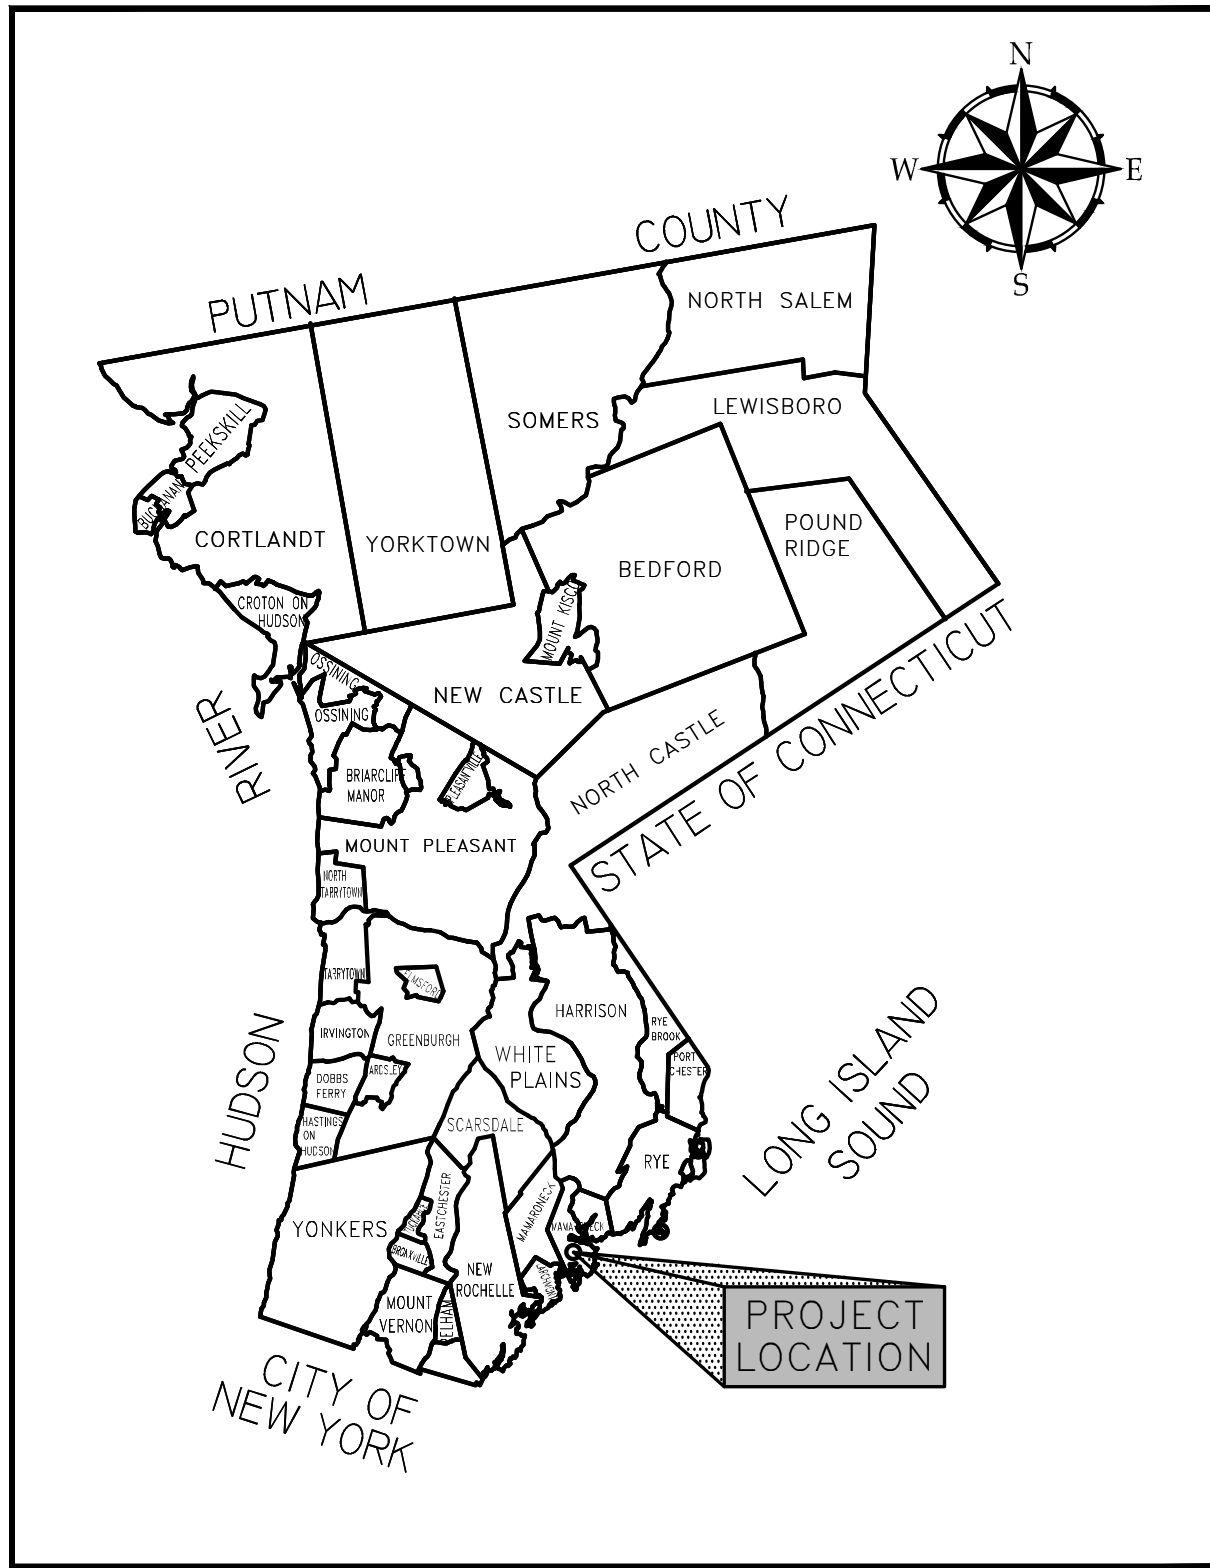 N
W
E
S
PUTNAM COUNTY
NORTH SALEM
LEWISBORO
SOMERS
PEEKSKILL
BUCHANAN
CORTLANDT
YORKTOWN
POUND
RIDGE
BEDFORD
CROTON ON
HUDSON
MOUNT KISCO
OSSINING
OSSINING
NEW CASTLE
NORTH CASTLE
STATE OF CONNECTICUT
HUDSON RIVER
BRIARCLIFF
MANOR
PLEASANTVILLE
MOUNT PLEASANT
NORTH
TARRYTOWN
TARRYTOWN
ELMSFORD
HARRISON
RYE
BROOK
IRVINGTON
GREENBURGH
WHITE
PLAINS
PORT
CHESTER
DOBBS
FERRY
ARDSLEY
HASTINGS
ON
HUDSON
SCARSDALE
LONG ISLAND
SOUND
RYE
EASTCHESTER
MAMARONECK
MAMARONECK
YONKERS
TUCKAHOE
BRONXVILLE
NEW
ROCHELLE
LARCHMONT
MOUNT
VERNON
PELHAM
PROJECT
LOCATION
CITY OF
NEW YORK